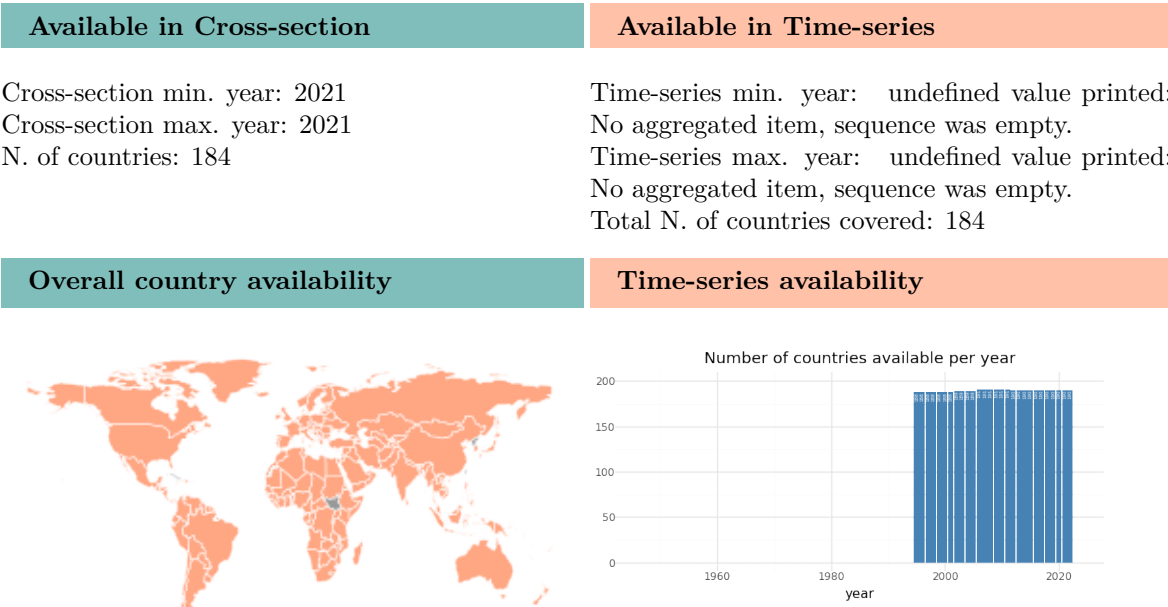 Available in Cross-section
Available in Time-series
Cross-section min. year: 2021
Cross-section max. year: 2021
N. of countries: 184
Time-series min. year: undefined value printed:
No aggregated item, sequence was empty.
Time-series max. year: undefined value printed:
No aggregated item, sequence was empty.
Total N. of countries covered: 184
Overall country availability
Time-series availability
Number of countries available per year
200
150
100
50
0
1960
1980
2000
2020
year